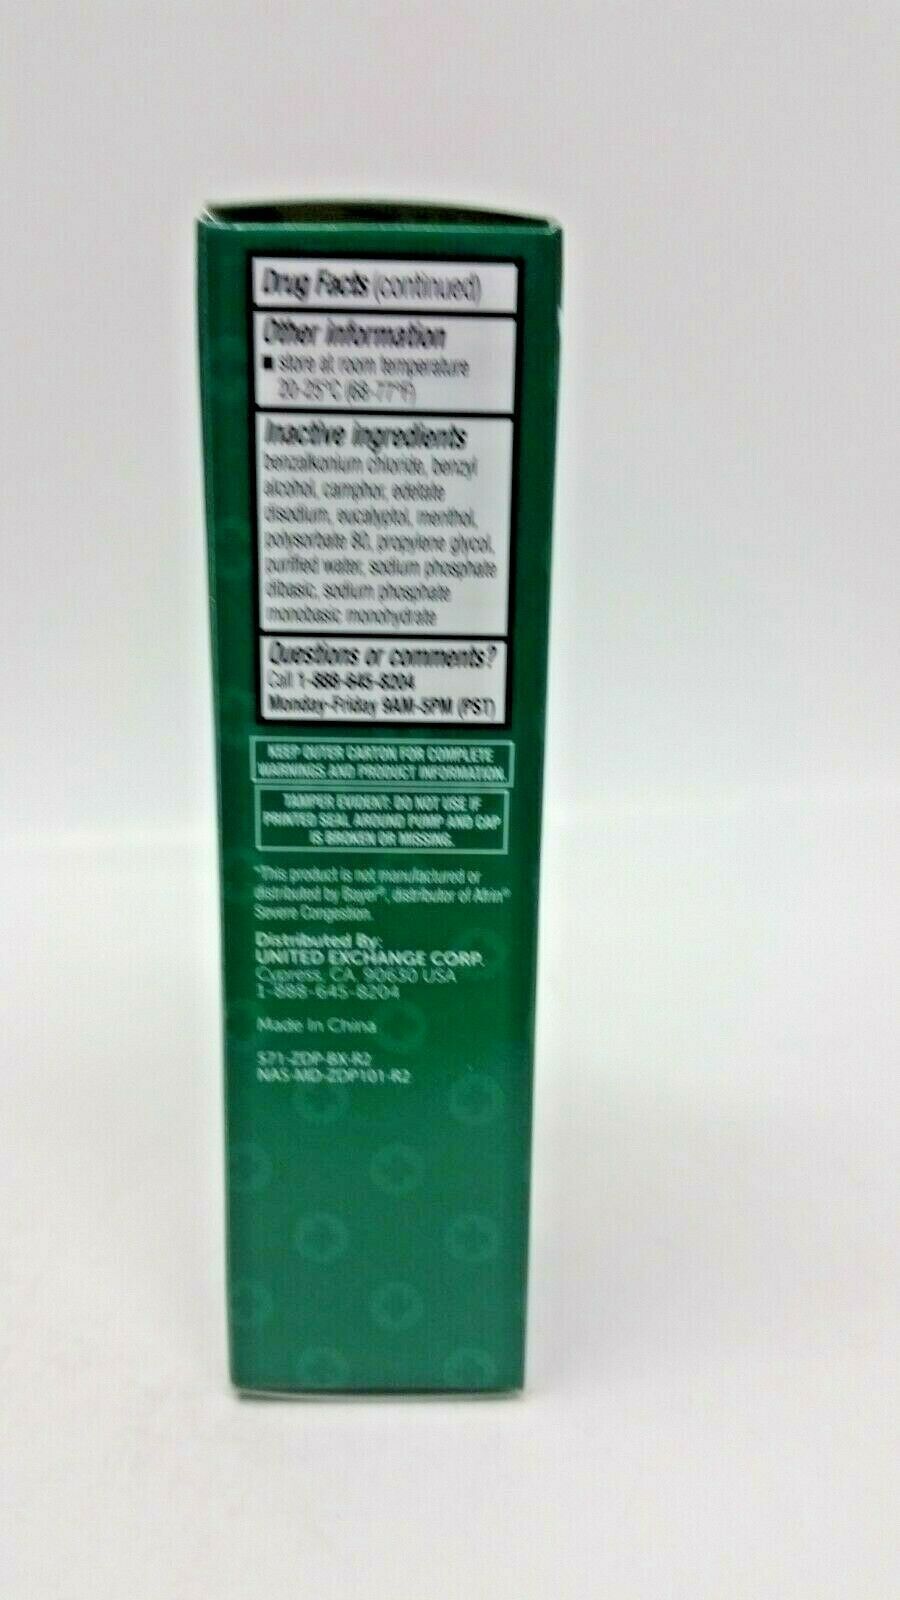 Drug Facts (continued)
Other information
■ store at room temperature
20-25°C (68-77°F)
Inactive ingredients
benzalkonium chloride, benzyl
alcohol, camphor, edetate
disodium, eucalyptol, menthol,
polysorbate 80, propylene glycol,
purified water, sodium phosphate
dibasic, sodium phosphate
monobasic monohydrate
Questions or comments?
Call 1-888-645-8204
Monday-Friday 9AM-5PM (PST)
KEEP OUTER CARTON FOR COMPLETE
WARNINGS AND PRODUCT INFORMATION.
TAMPER EVIDENT: DO NOT USE IF
PRINTED SEAL AROUND PUMP AND CAP
IS BROKEN OR MISSING.
*This product is not manufactured or
distributed by Bayer®, distributor of Afrin®
Severe Congestion.
Distributed By:
UNITED EXCHANGE CORP.
Cypress, CA 90630 USA
1-888-645-8204
Made In China
571-ZDP-BX-R2
NAS-MD-ZDP101-R2